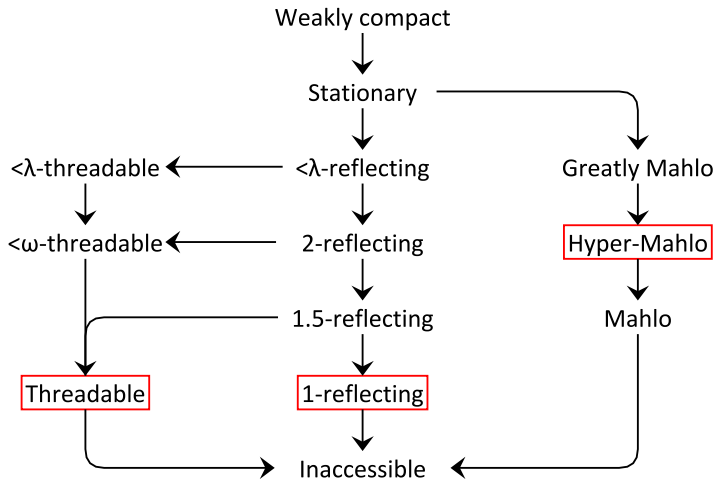 Weakly compact
Stationary
<λ-threadable
<λ-reflecting
Greatly Mahlo
<ω-threadable
2-reflecting
Hyper-Mahlo
1.5-reflecting
Mahlo
Threadable
1-reflecting
Inaccessible